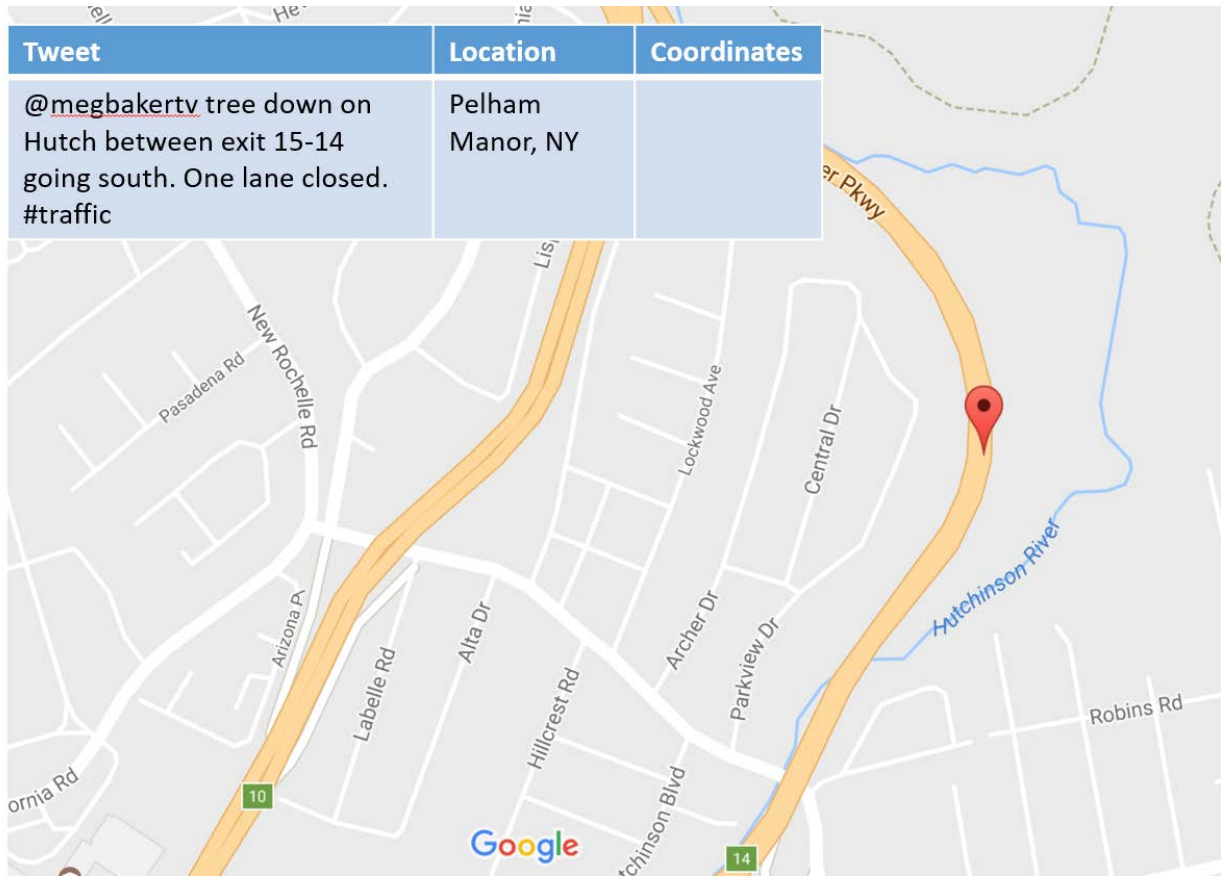 Tweet
Location
Coordinates
@megbakertv tree down on
Hutch between exit 15-14
going south. One lane closed.
#traffic
Pelham
Manor, NY
er Pkwy
New Rochelle Rd
Pasadena Rd
Lockwood Ave
Central Dr
Hutchinson River
Arizona Pl
Labelle Rd
Alta Dr
Hillcrest Rd
Archer Dr
Parkview Dr
Robins Rd
ornia Rd
10
Google
tchinson Blvd
14